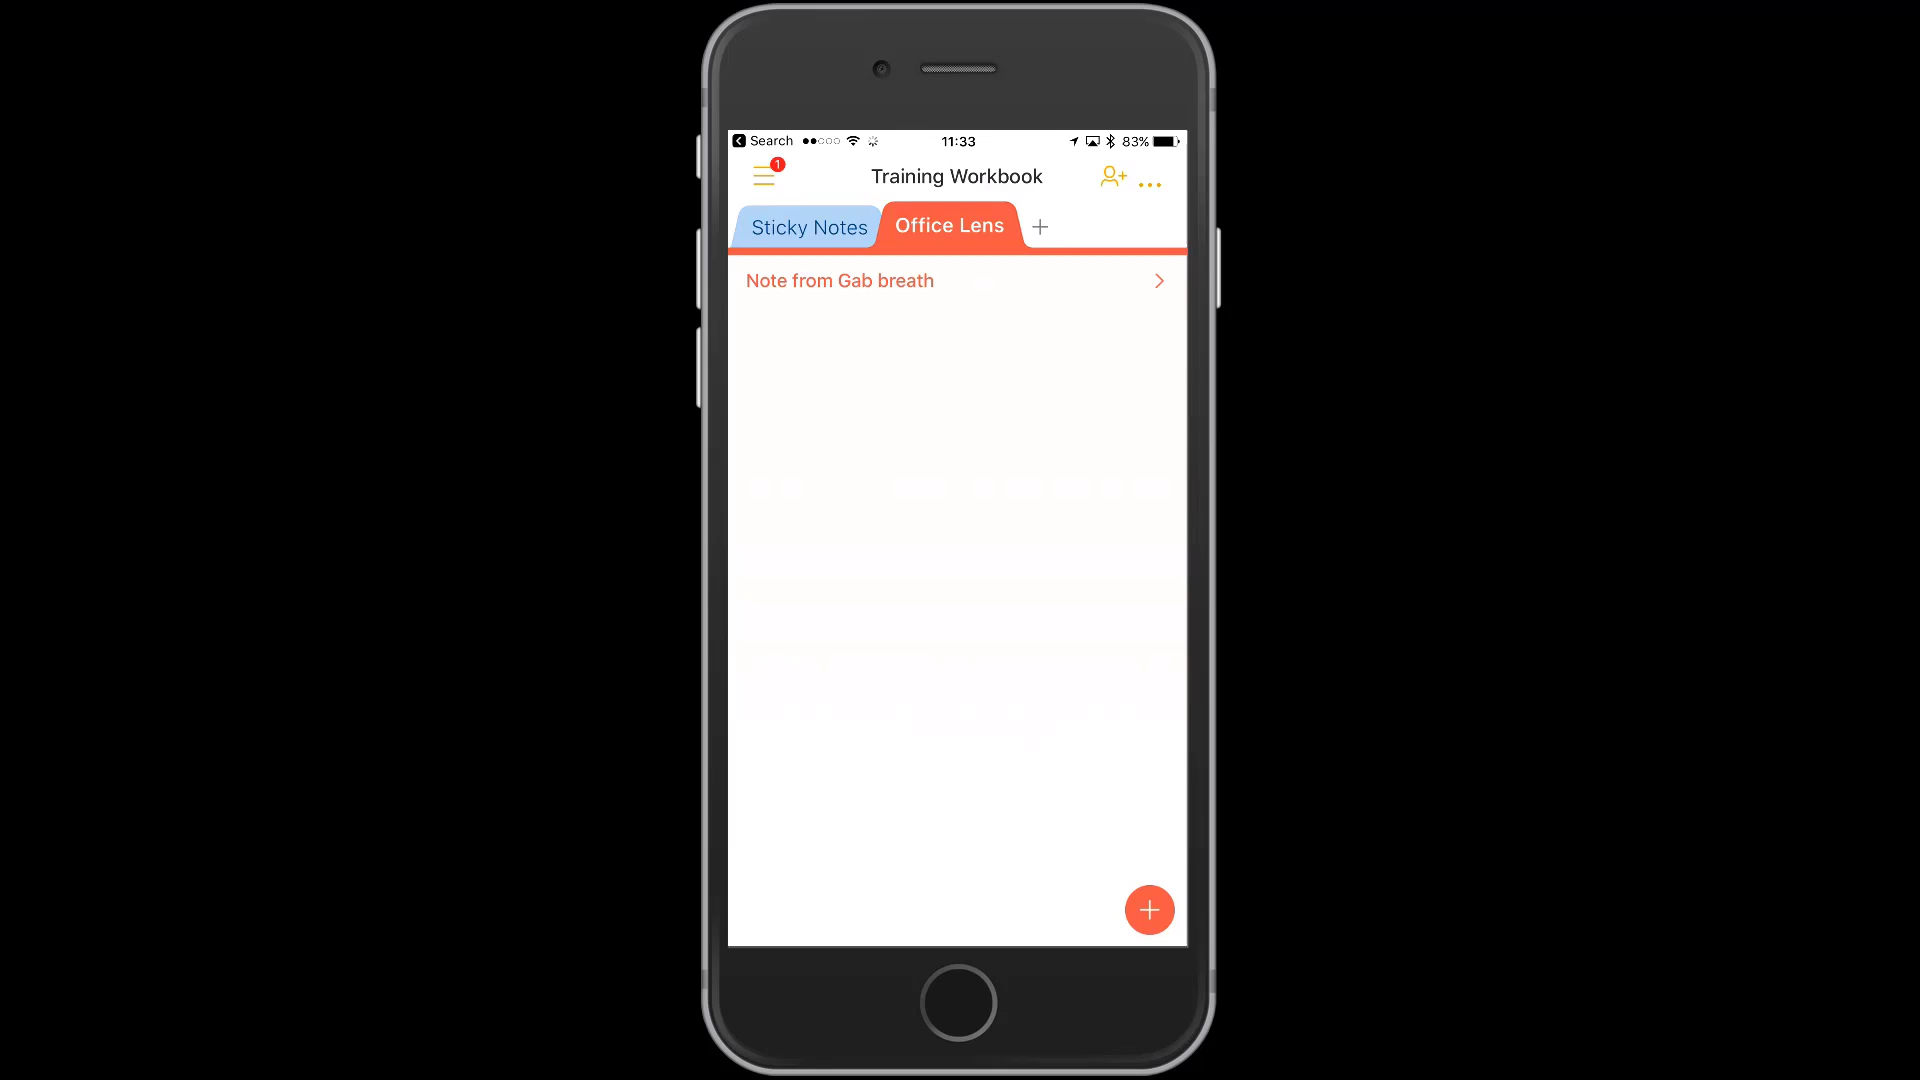 Search 11:33 83%
1
Training Workbook
Sticky Notes Office Lens
Note from Gab breath